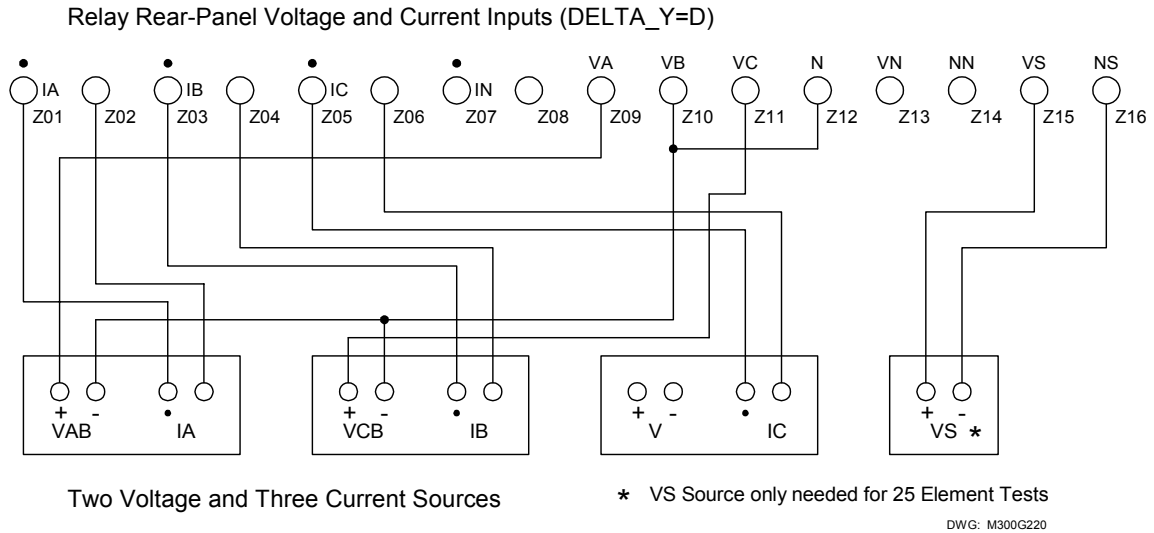 Relay Rear-Panel Voltage and Current Inputs (DELTA_Y=D)
VA VB VC N VN NN VS NS
IA IB IC IN
Z01 Z02 Z03 Z04 Z05 Z06 Z07 Z08 Z09 Z10 Z11 Z12 Z13 Z14 Z15 Z16
+ - + - + - + -
VAB IA VCB IB V IC VS *
Two Voltage and Three Current Sources
* VS Source only needed for 25 Element Tests
DWG: M300G220